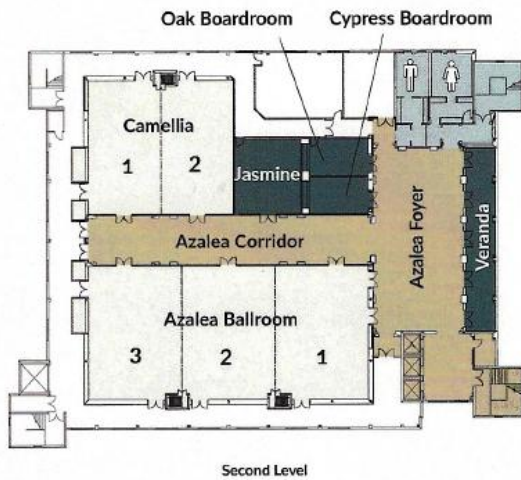 Oak Boardroom
Cypress Boardroom
Camellia
1
2
Jasmine
Azalea Corridor
Azalea Foyer
Veranda
Azalea Ballroom
3
2
1
Second Level